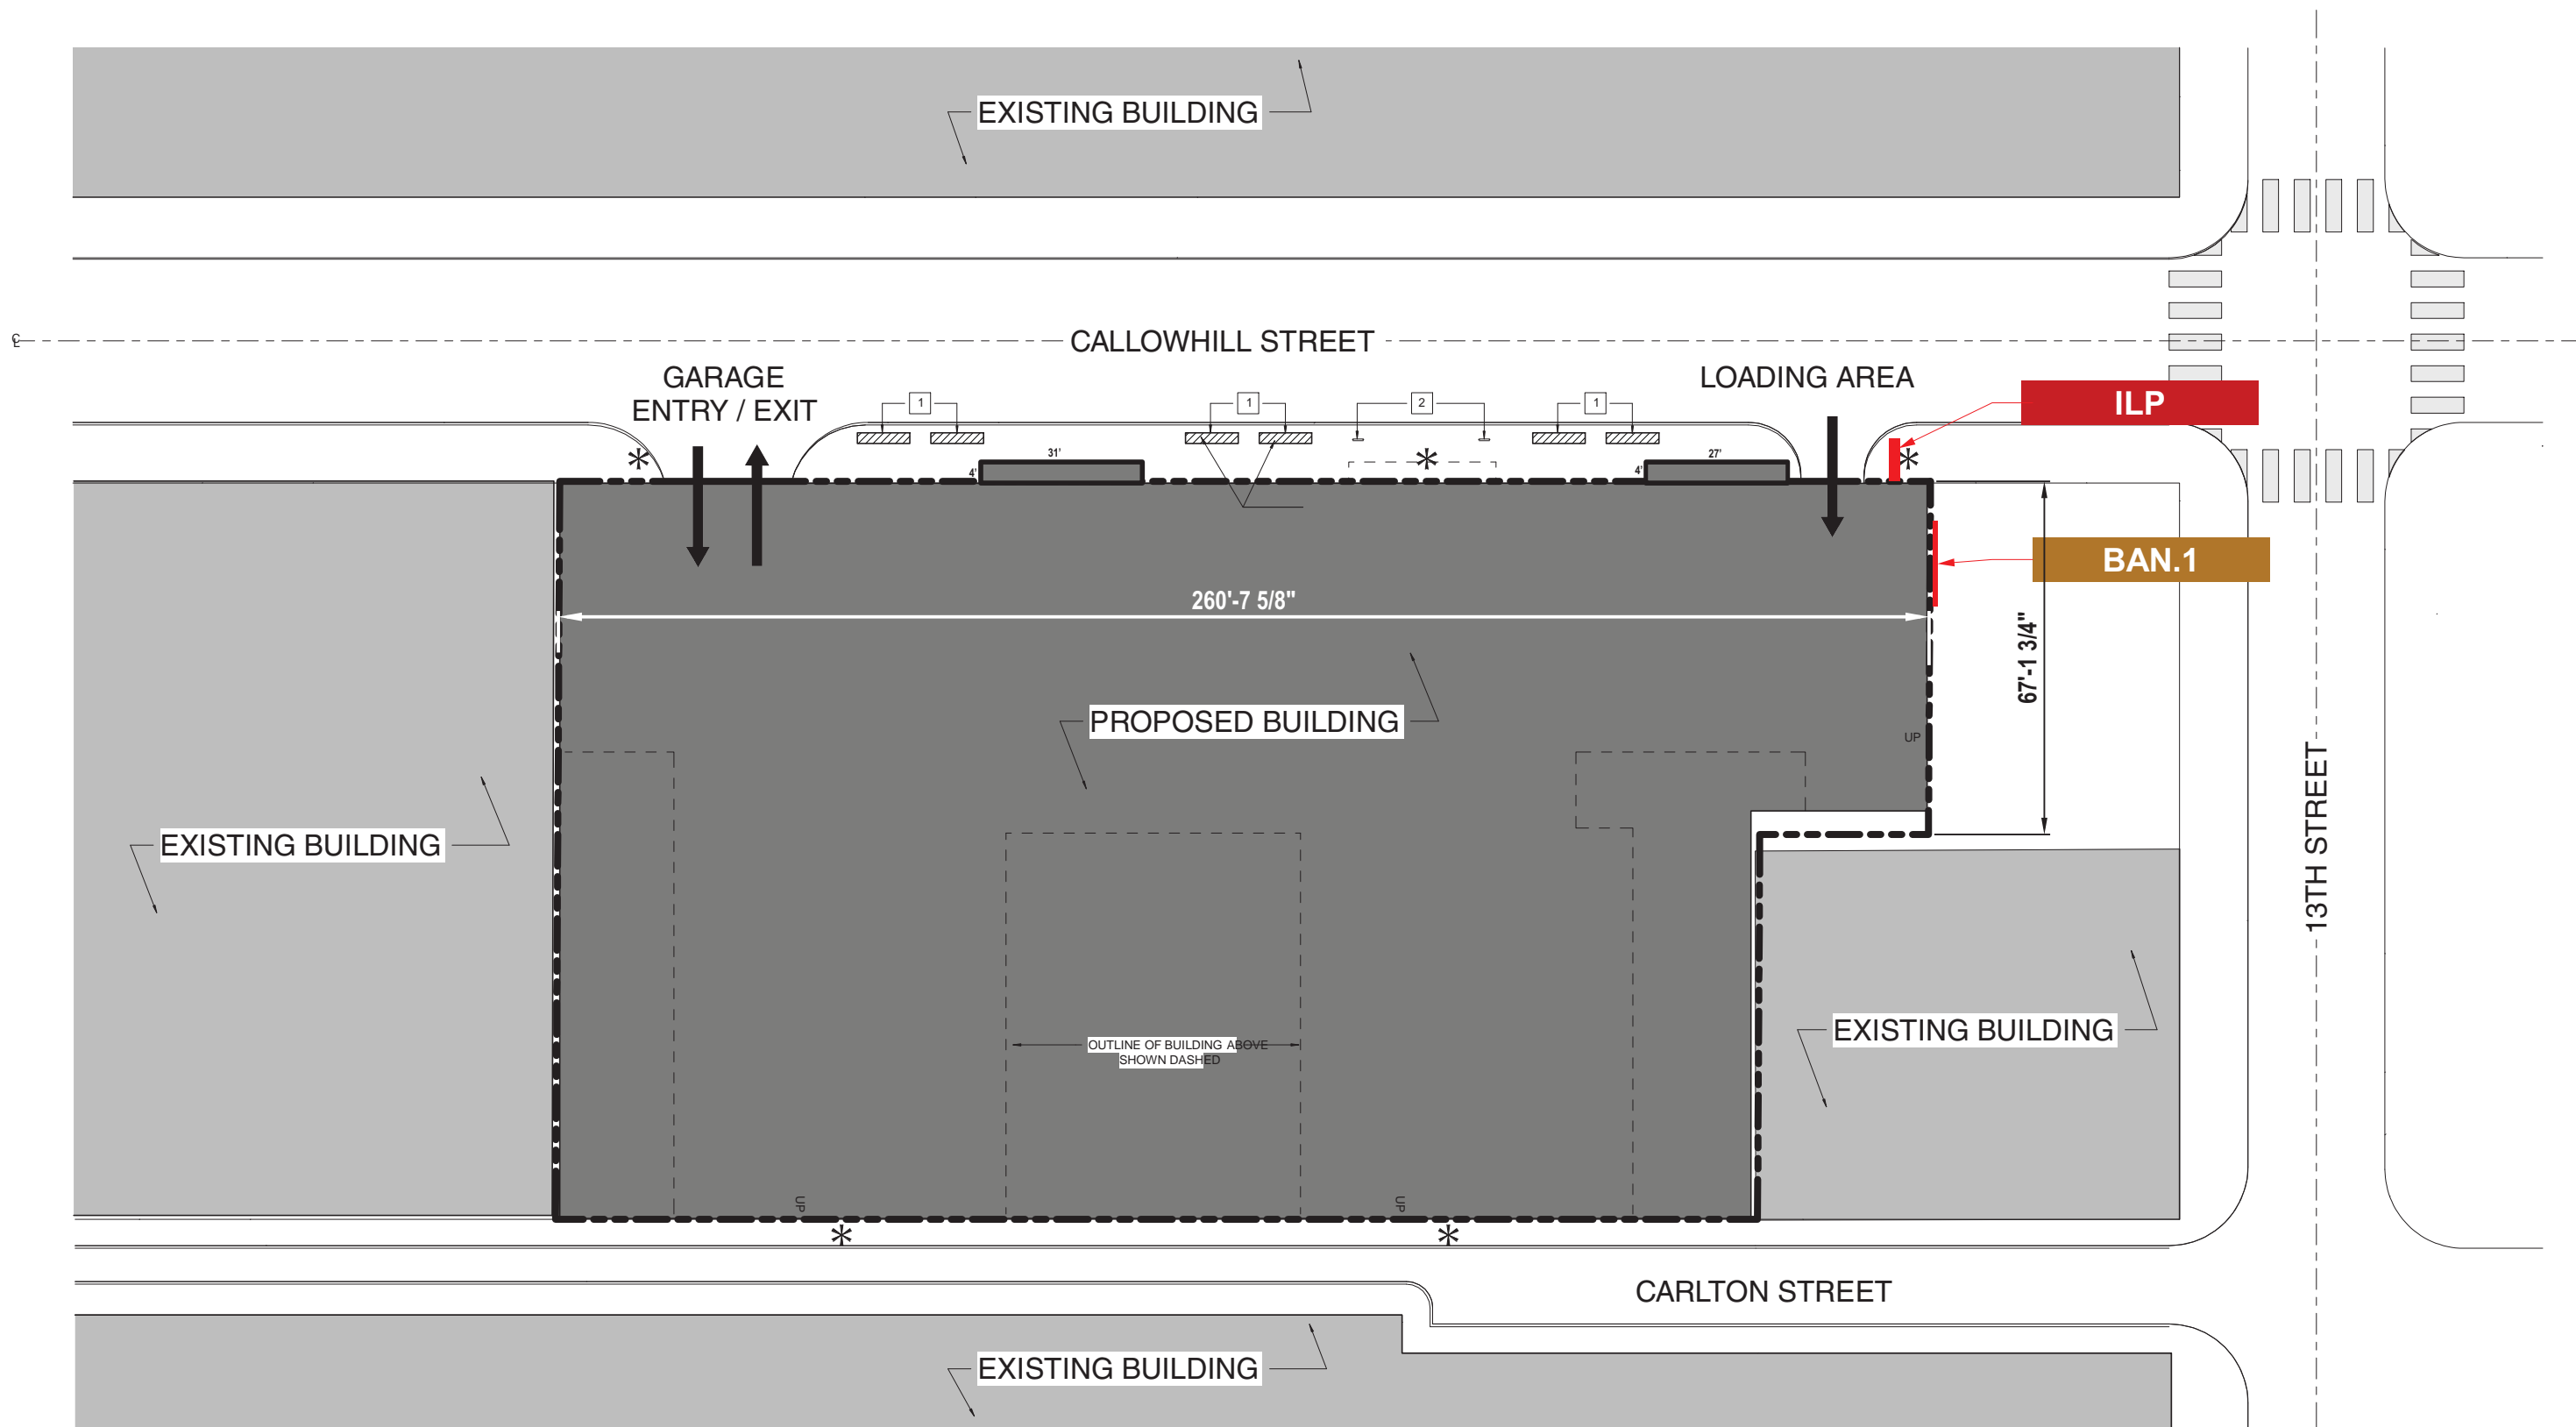 EXISTING BUILDING
CALLOWHILL STREET
GARAGE
ENTRY / EXIT
LOADING AREA
ILP
1
1
2
1
*
31'
4'
*
27'
4'
*
BAN.1
260'-7 5/8"
67'-1 3/4"
PROPOSED BUILDING
UP
EXISTING BUILDING
13TH STREET
EXISTING BUILDING
OUTLINE OF BUILDING ABOVE
SHOWN DASHED
UP
UP
*
*
CARLTON STREET
EXISTING BUILDING